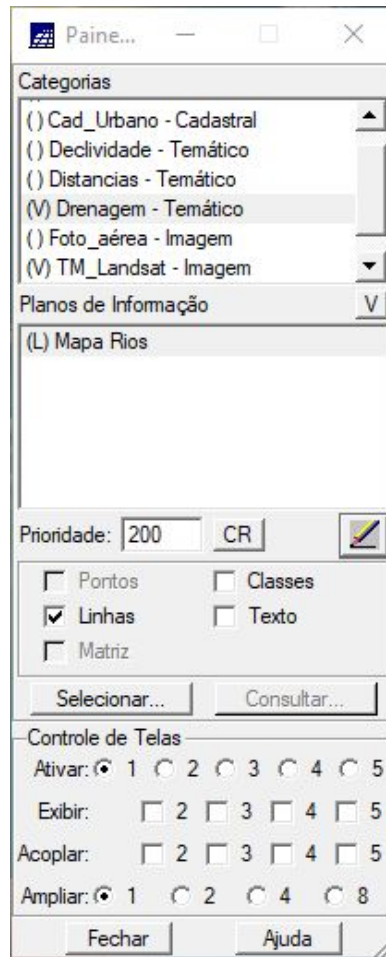 Paine...
Categorias
( ) Cad_Urbano - Cadastral
( ) Declividade - Temático
( ) Distancias - Temático
(V) Drenagem - Temático
( ) Foto_aérea - Imagem
(V) TM_Landsat - Imagem
Planos de Informação V
(L) Mapa Rios
Prioridade: 200 CR
Pontos Classes
Linhas Texto
Matriz
Selecionar... Consultar...
Controle de Telas
Ativar: 1 2 3 4 5
Exibir: 2 3 4 5
Acoplar: 2 3 4 5
Ampliar: 1 2 4 8
Fechar Ajuda